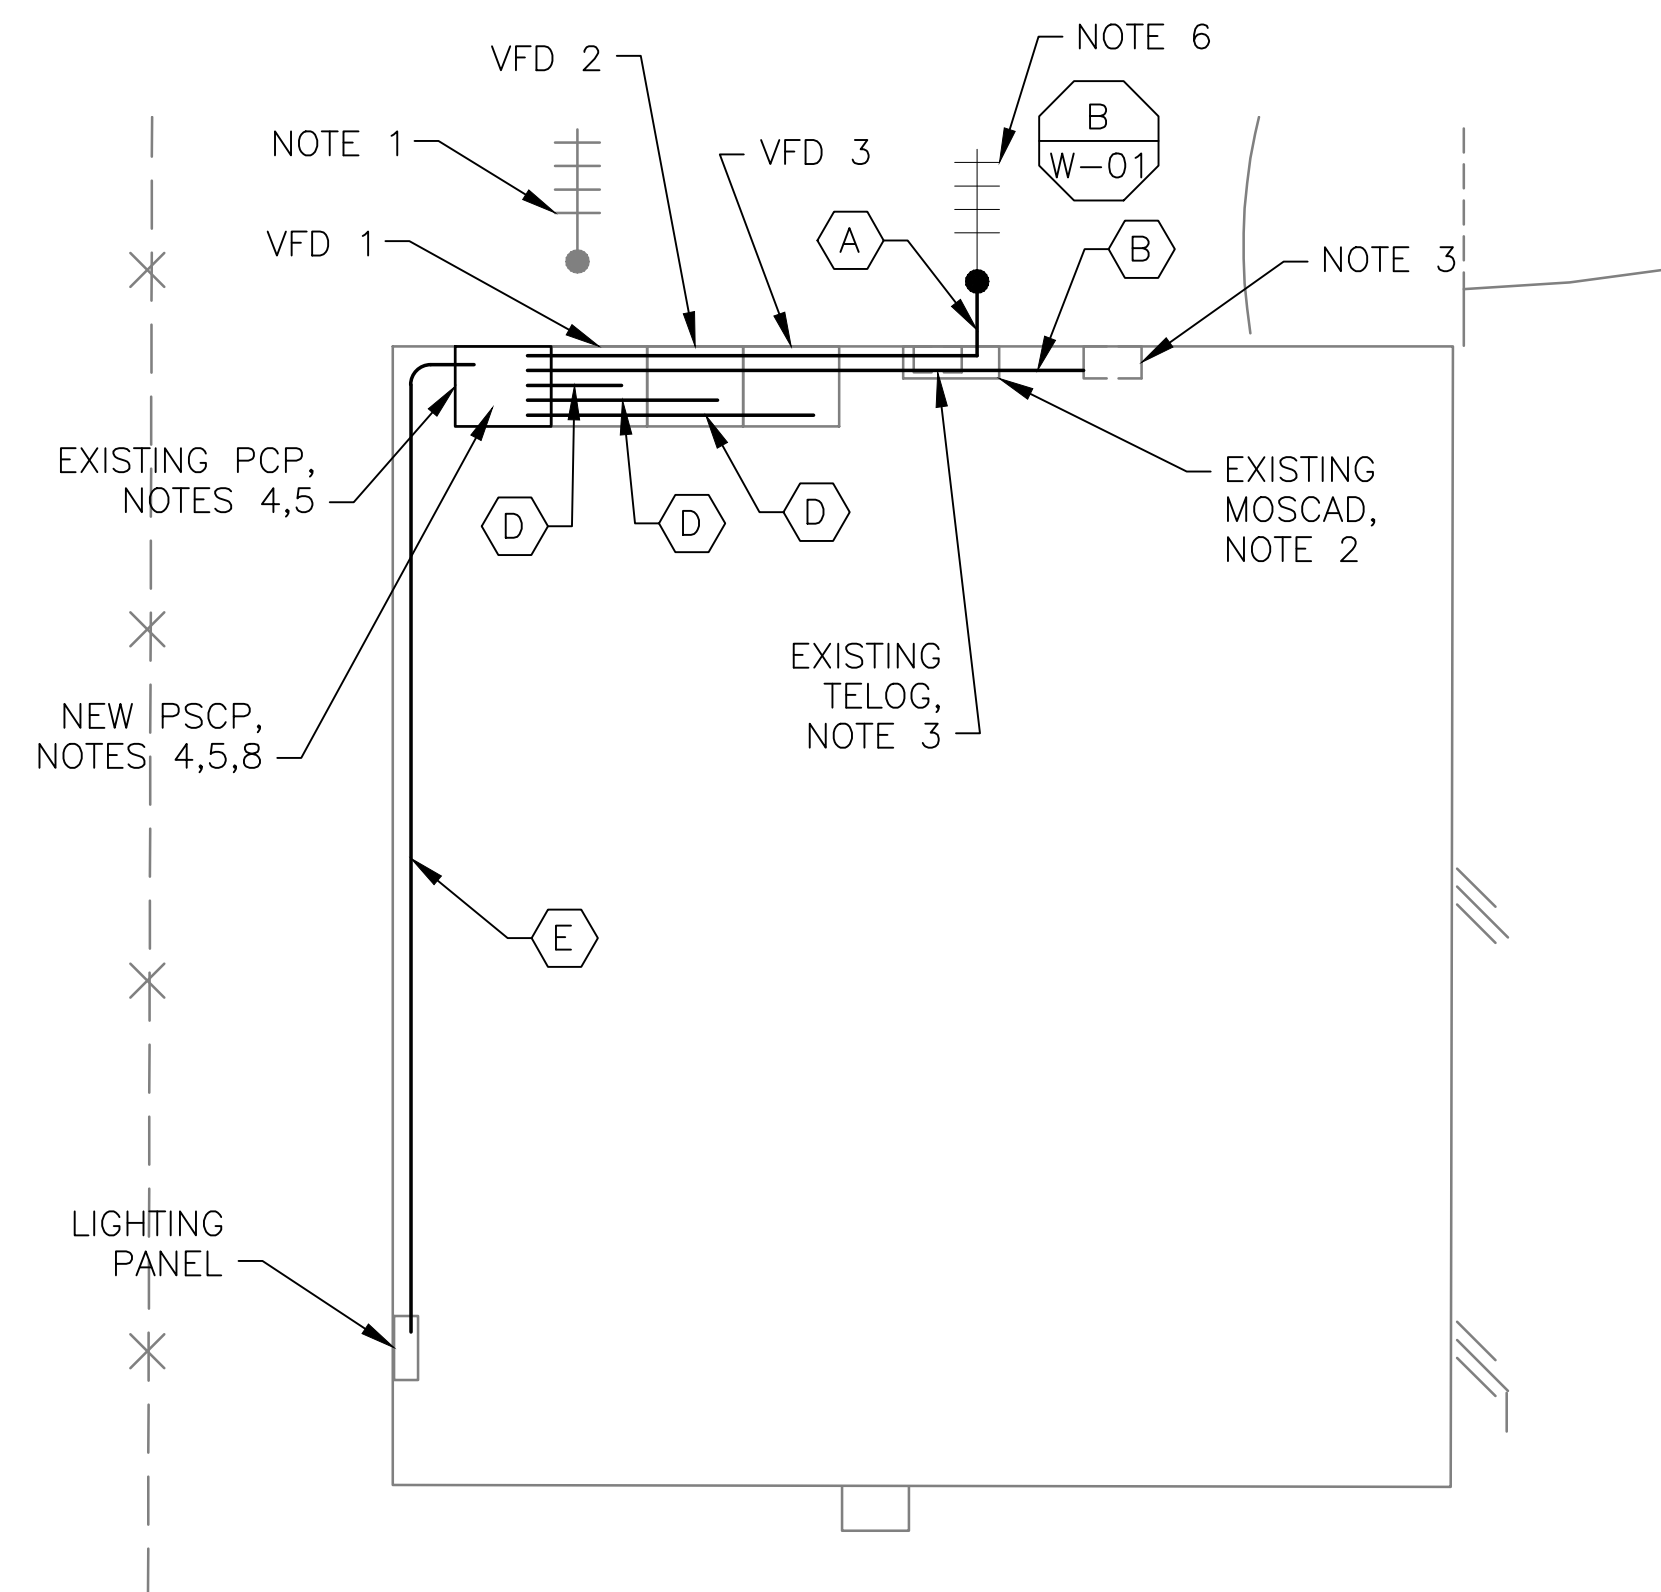 NOTE 6
VFD 2
B
W-01
NOTE 1
VFD 3
VFD 1
A
B
NOTE 3
EXISTING PCP,
NOTES 4,5
D
D
D
EXISTING
MOSCAD,
NOTE 2
EXISTING
TELOG,
NOTE 3
NEW PSCP,
NOTES 4,5,8
E
LIGHTING
PANEL